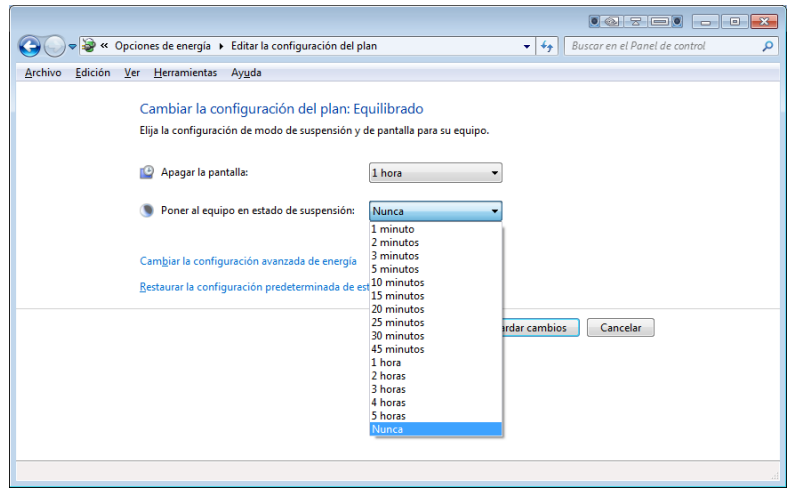 « Opciones de energía ▸ Editar la configuración del plan
Buscar en el Panel de control
Archivo Edición Ver Herramientas Ayuda
Cambiar la configuración del plan: Equilibrado
Elija la configuración de modo de suspensión y de pantalla para su equipo.
Apagar la pantalla: 1 hora
Poner al equipo en estado de suspensión: Nunca
1 minuto
2 minutos
3 minutos
5 minutos
Cambiar la configuración avanzada de energía
10 minutos
Restaurar la configuración predeterminada de est
15 minutos
20 minutos
25 minutos
30 minutos
45 minutos
1 hora
2 horas
3 horas
4 horas
5 horas
Nunca
rdar cambios Cancelar